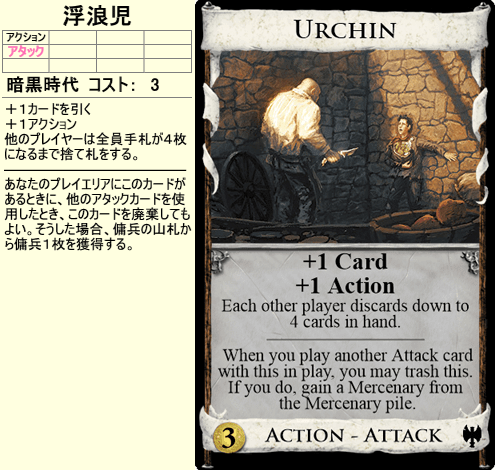 浮浪児
アクション
アタック
暗黒時代 コスト： 3
＋１カードを引く
＋１アクション
他のプレイヤーは全員手札が４枚
になるまで捨て札をする。
あなたのプレイエリアにこのカードが
あるときに、他のアタックカードを使
用したとき、このカードを廃棄しても
よい。そうした場合、傭兵の山札か
ら傭兵１枚を獲得する。
URCHIN
+1 Card
+1 Action
Each other player discards down to
4 cards in hand.
When you play another Attack card
with this in play, you may trash this.
If you do, gain a Mercenary from
the Mercenary pile.
3 ACTION - ATTACK